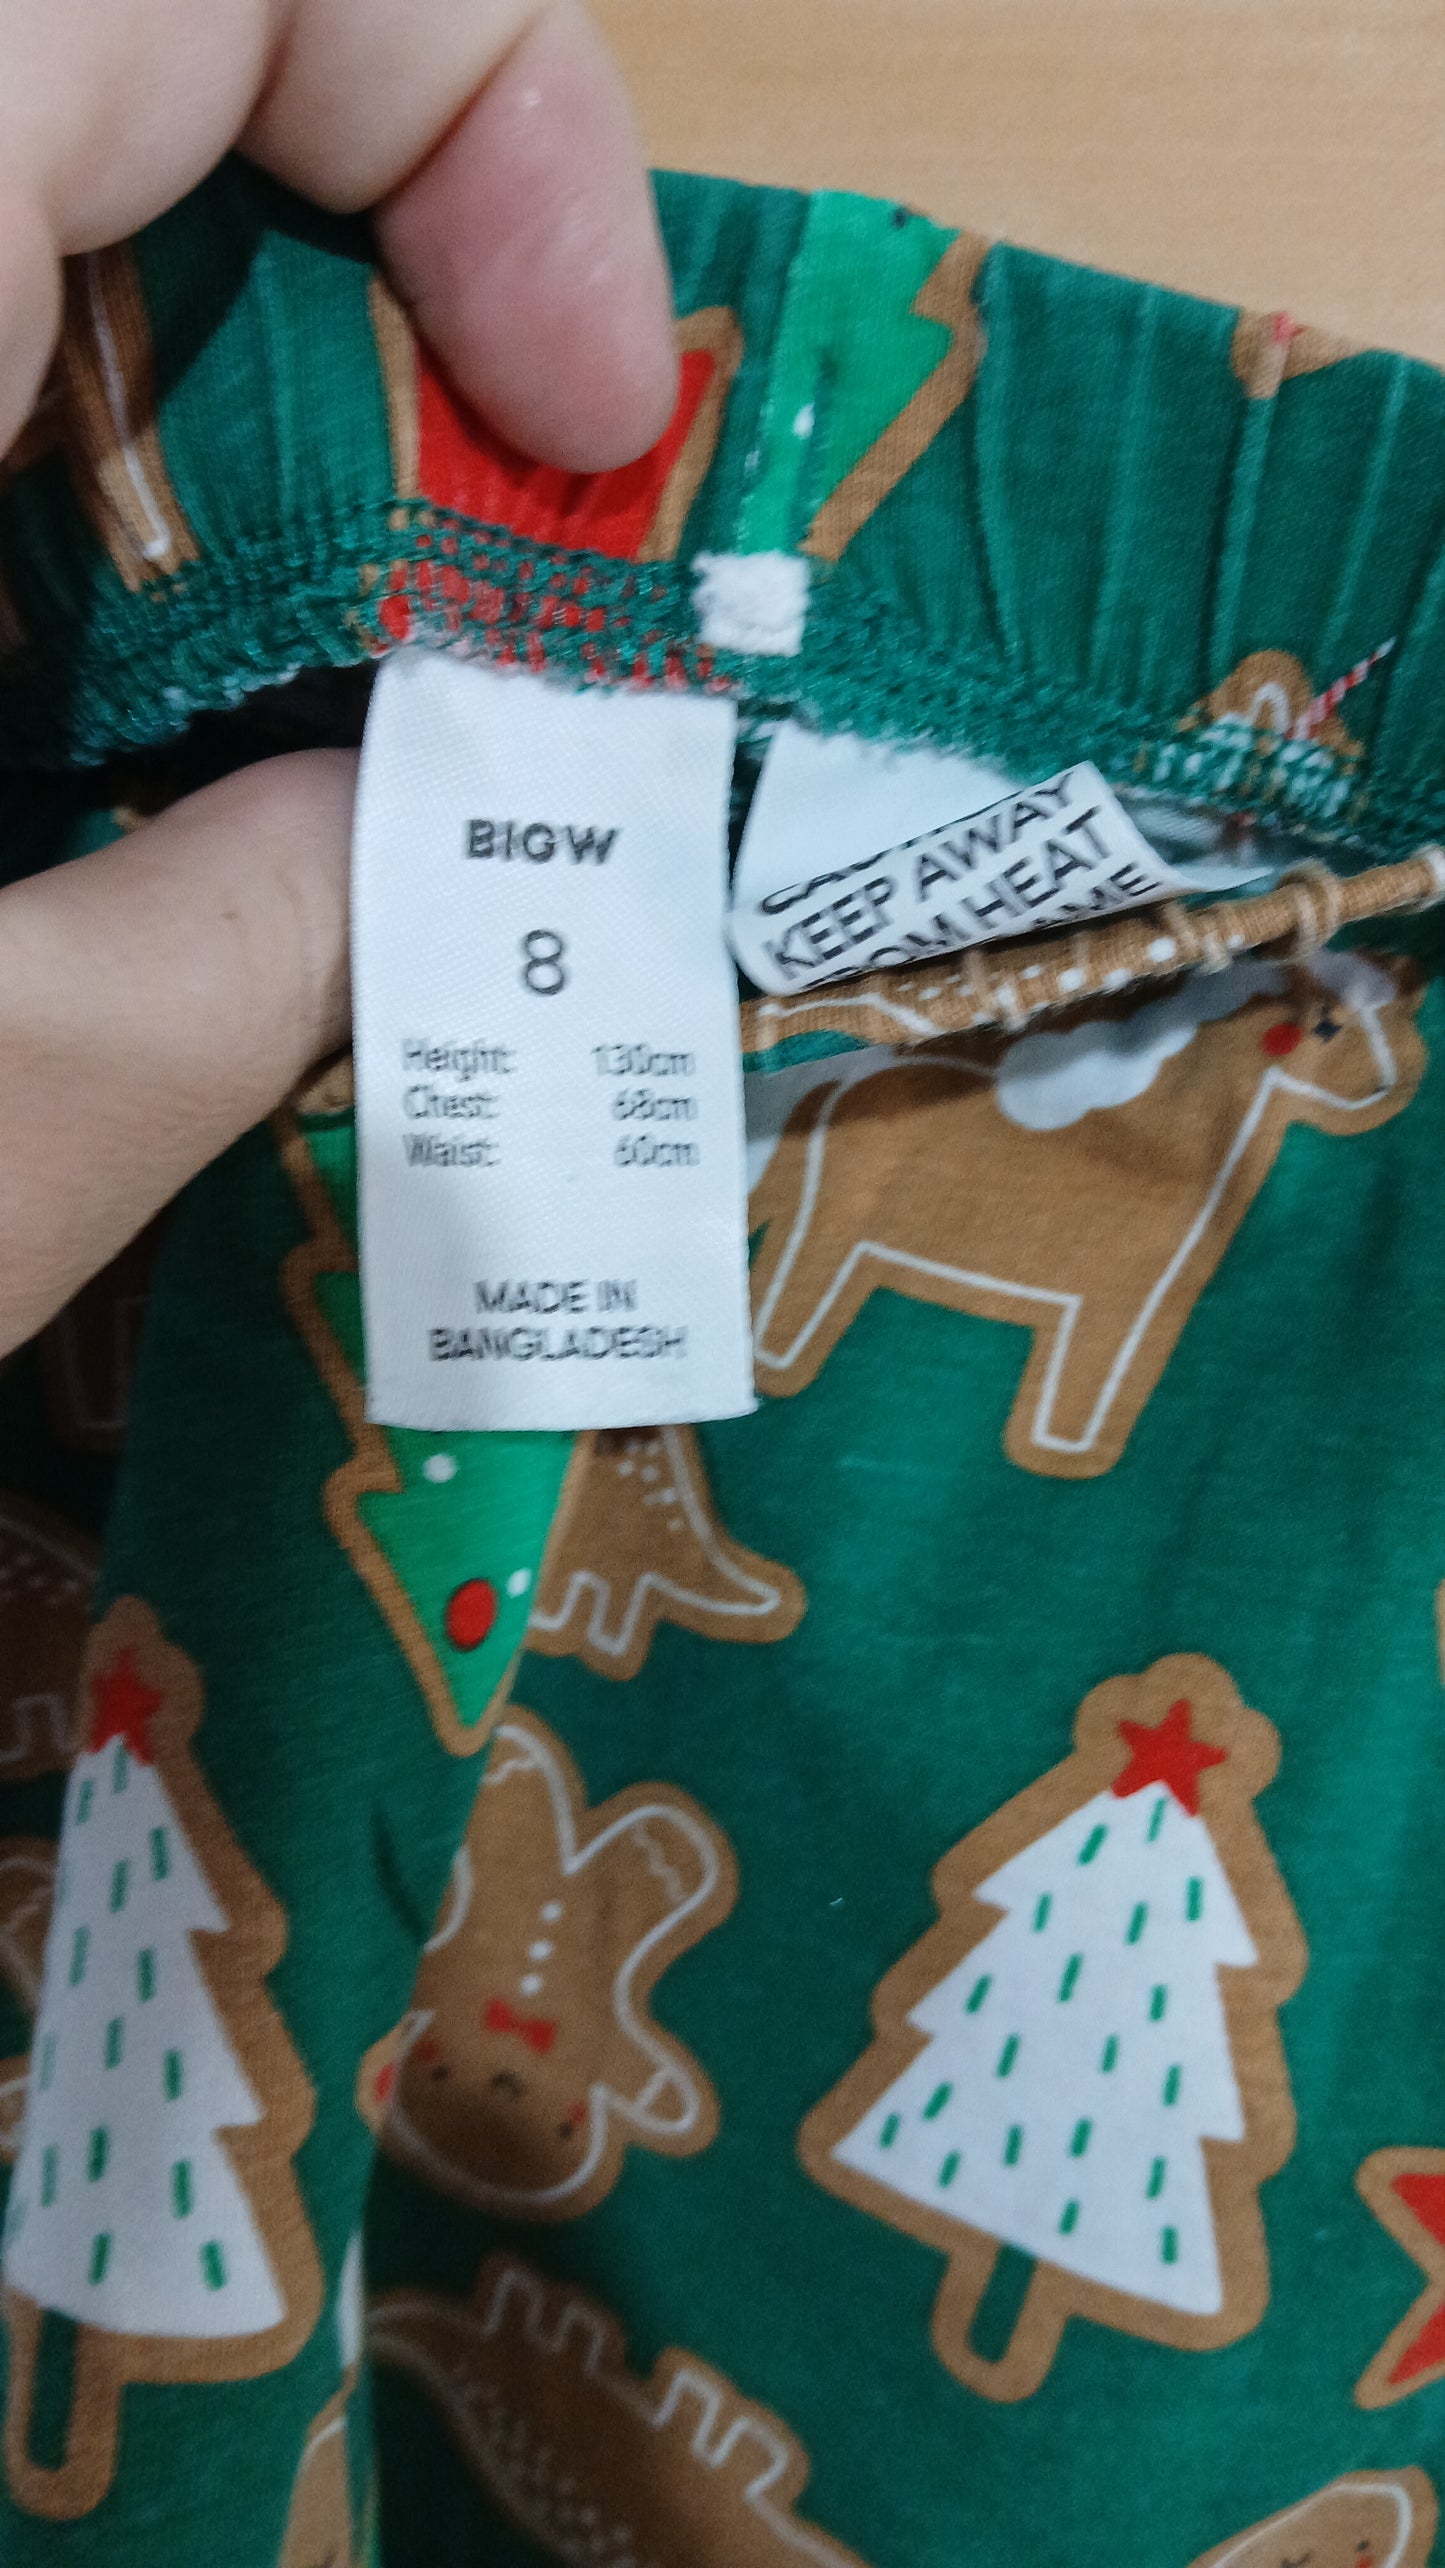 BIGW
8
Height: 130cm
Chest: 68cm
Waist: 60cm
MADE IN
BANGLADESH
KEEP AWAY
FROM HEAT